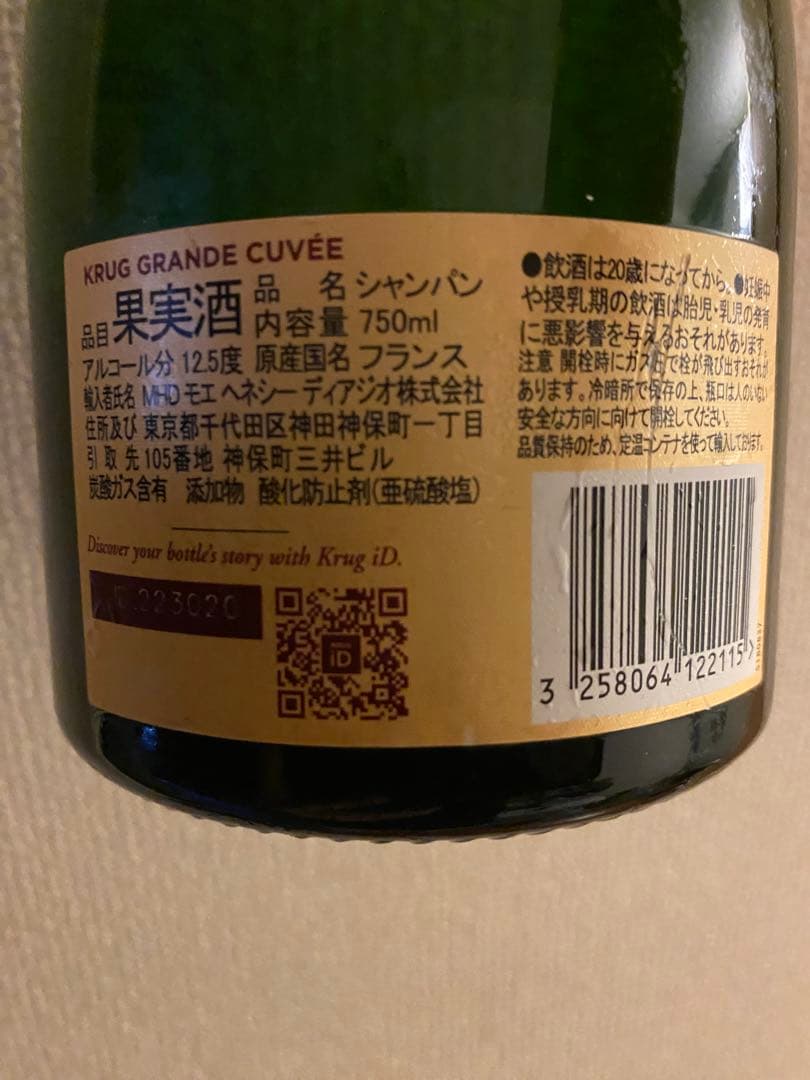 KRUG GRANDE CUVÉE
品目 果実酒 品 名 シャンパン
内容量 750ml
アルコール分 12.5度 原産国名 フランス
輸入者氏名 MHD モエ ヘネシー ディアジオ株式会社
住所及び 東京都千代田区神田神保町一丁目
引 取 先 105番地 神保町三井ビル
炭酸ガス含有 添加物 酸化防止剤(亜硫酸塩)
Discover your bottle's story with Krug iD.
223020
iD
●飲酒は20歳になってから。●妊娠中
や授乳期の飲酒は胎児・乳児の発育
に悪影響を与えるおそれがあります。
注意 開栓時にガス圧で栓が飛び出すおそれが
あります。冷暗所で保存の上、瓶口は人のいない
安全な方向に向けて開栓してください。
品質保持のため、定温コンテナを使って輸入しております。
3 258064 122115 >